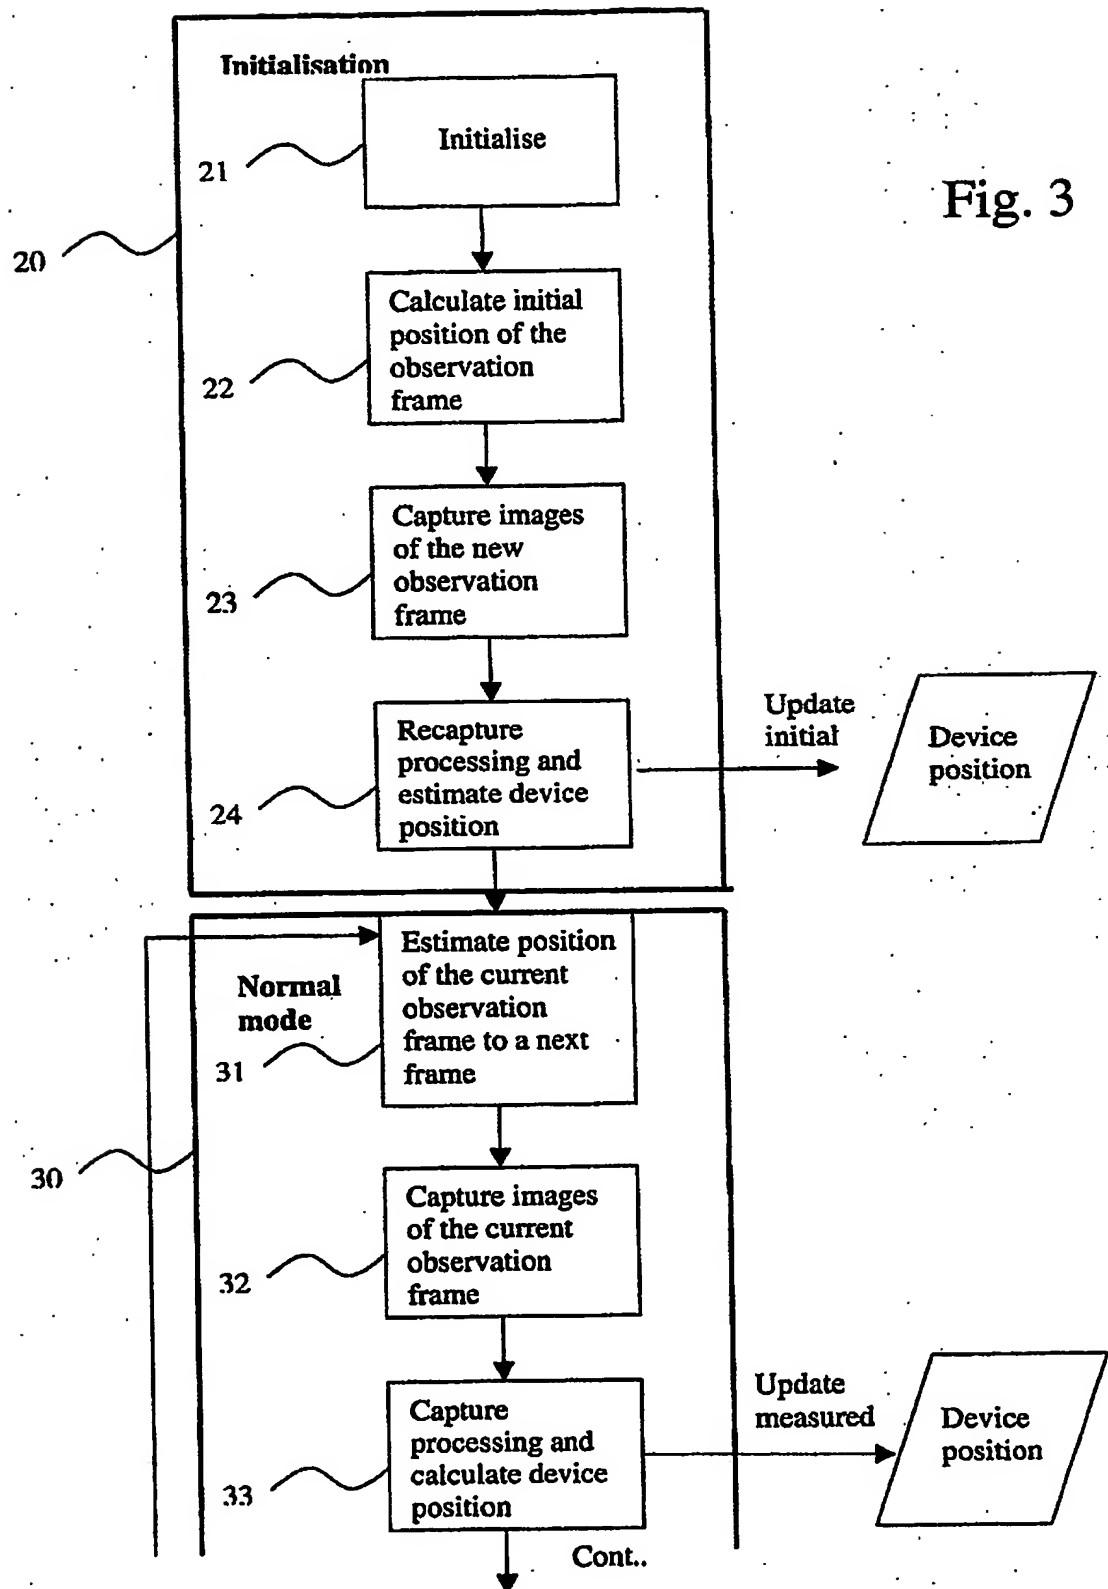 Initialisation
Initialise
21
Fig. 3
20
Calculate initial
position of the
observation
frame
22
Capture images
of the new
observation
frame
23
Recapture
processing and
estimate device
position
24
Update
initial
Device
position
Estimate position
of the current
observation
frame to a next
frame
Normal
mode
31
30
Capture images
of the current
observation
frame
32
Capture
processing and
calculate device
position
33
Update
measured
Device
position
Cont..